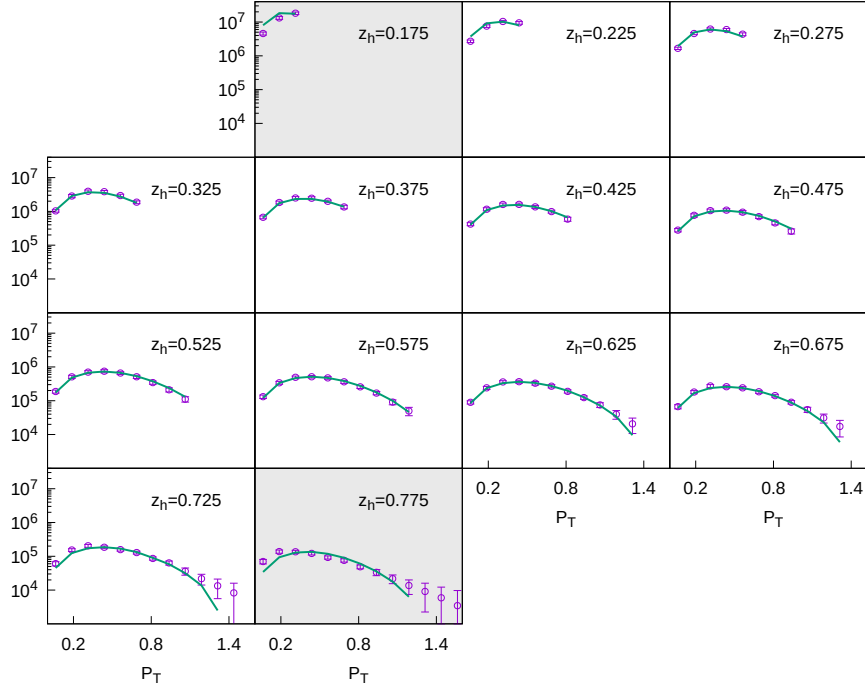 10^7
10^6
10^5
10^4
z_h=0.175
z_h=0.225
z_h=0.275
10^7
10^6
10^5
10^4
z_h=0.325
z_h=0.375
z_h=0.425
z_h=0.475
10^7
10^6
10^5
10^4
z_h=0.525
z_h=0.575
z_h=0.625
z_h=0.675
0.2 0.8 1.4
P_T
0.2 0.8 1.4
P_T
10^7
10^6
10^5
10^4
z_h=0.725
z_h=0.775
0.2 0.8 1.4
P_T
0.2 0.8 1.4
P_T